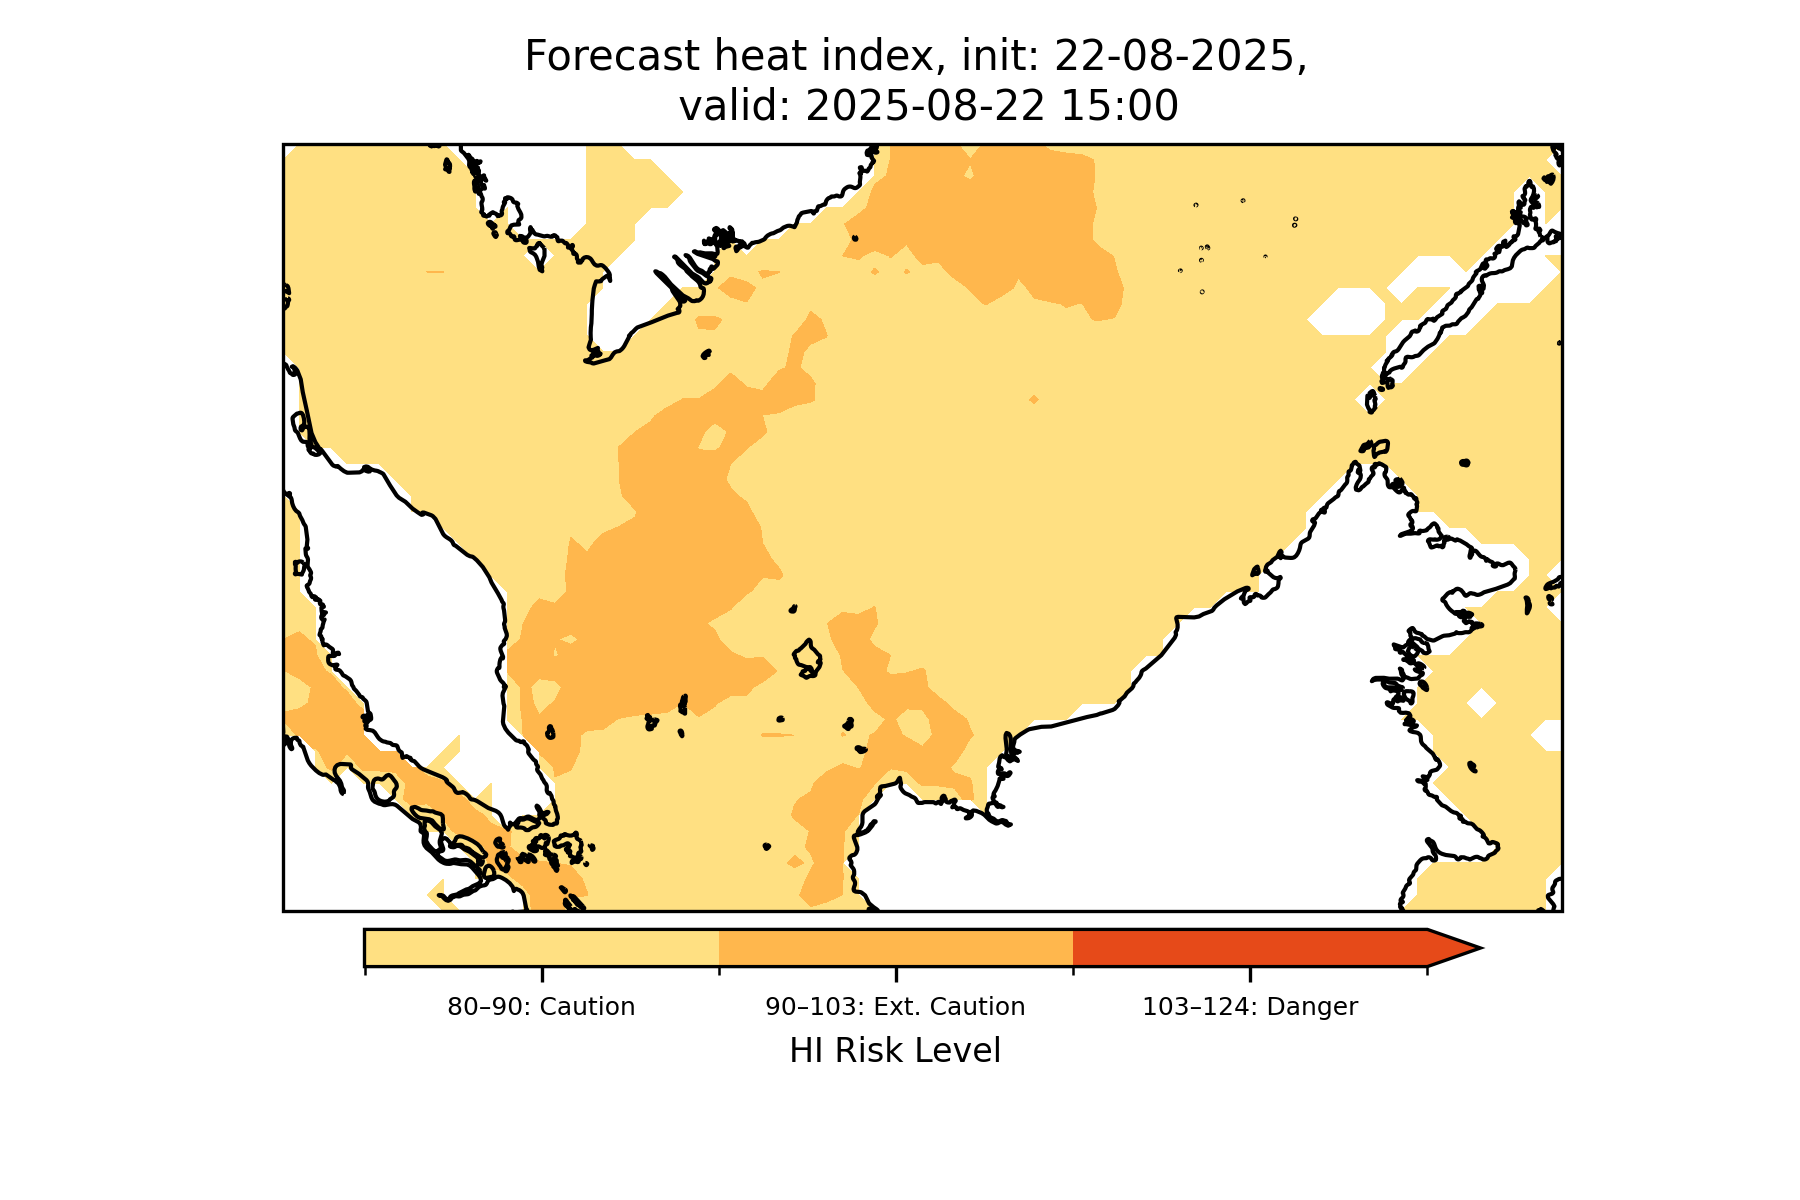 Forecast heat index, init: 22-08-2025,
valid: 2025-08-22 15:00
80–90: Caution
90–103: Ext. Caution
103–124: Danger
HI Risk Level